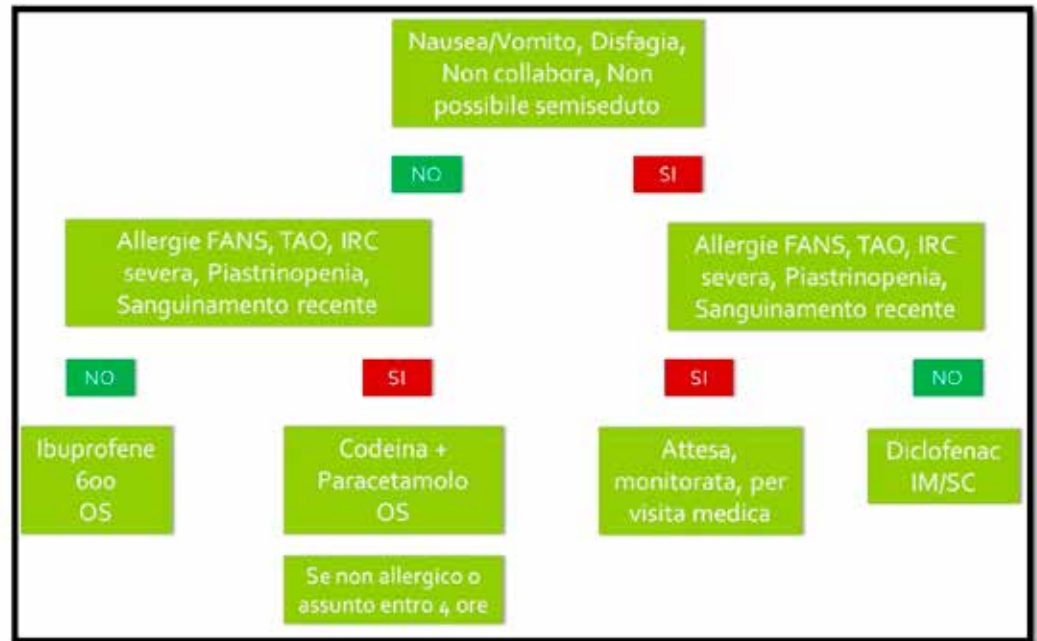 Nausea/Vomito, Disfagia,
Non collabora, Non
possibile semiseduto
NO
SI
Allergie FANS, TAO, IRC
severa, Piastrinopenia,
Sanguinamento recente
Allergie FANS, TAO, IRC
severa, Piastrinopenia,
Sanguinamento recente
NO
SI
SI
NO
Ibuprofene
600
OS
Codeina +
Paracetamolo
OS
Attesa,
monitorata, per
visita medica
Diclofenac
IM/SC
Se non allergico o
assunto entro 4 ore